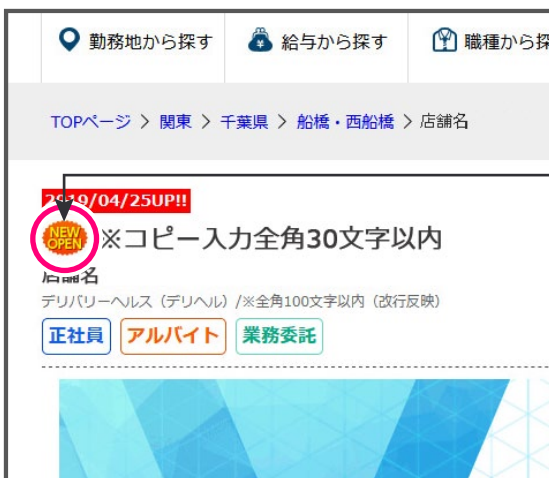 勤務地から探す 給与から探す 職種から探
TOPページ > 関東 > 千葉県 > 船橋・西船橋 > 店舗名
2019/04/25UP!!
NEW OPEN ※コピー入力全角30文字以内
店舗名
デリバリーヘルス（デリヘル）/※全角100文字以内（改行反映）
正社員 アルバイト 業務委託